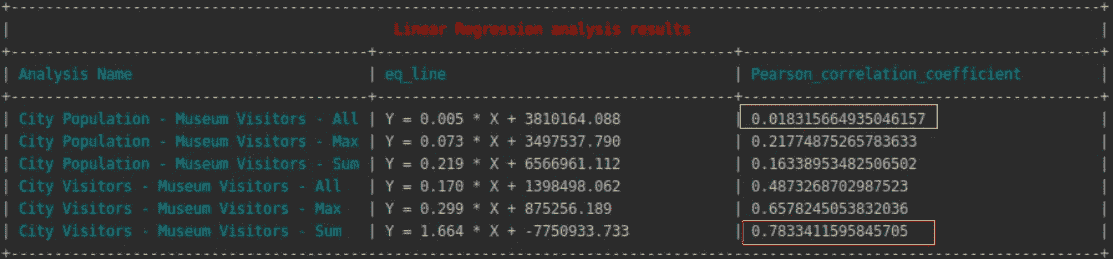 Linear Regression analysis results
Analysis Name | eq_line | Pearson_correlation_coefficient
City Population - Museum Visitors - All | Y = 0.005 * X + 3810164.088 | 0.018315664935046157
City Population - Museum Visitors - Max | Y = 0.073 * X + 3497537.790 | 0.21774875265783633
City Population - Museum Visitors - Sum | Y = 0.219 * X + 6566961.112 | 0.16338953482506502
City Visitors - Museum Visitors - All | Y = 0.170 * X + 1398498.062 | 0.4873268702987523
City Visitors - Museum Visitors - Max | Y = 0.299 * X + 875256.189 | 0.6578245053832036
City Visitors - Museum Visitors - Sum | Y = 1.664 * X + -7750933.733 | 0.7833411595845705